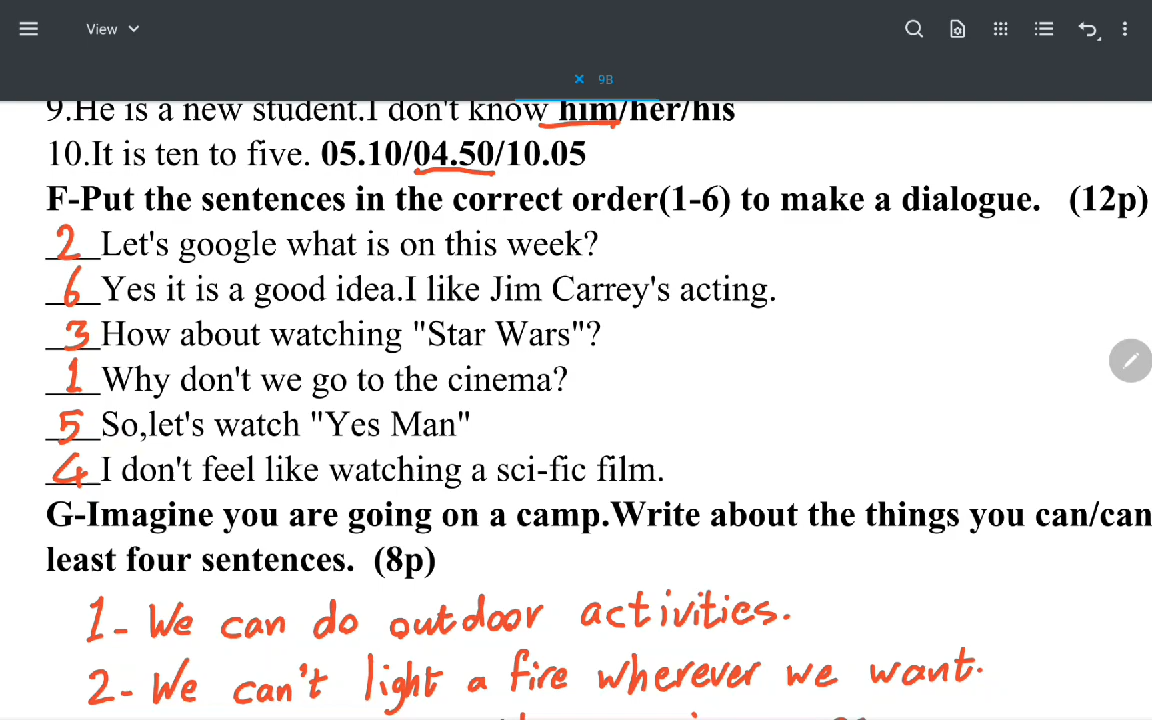 View
× 9B
9.He is a new student.I don't know him/her/his
10.It is ten to five. 05.10/04.50/10.05
F-Put the sentences in the correct order(1-6) to make a dialogue. (12p)
2 Let's google what is on this week?
6 Yes it is a good idea.I like Jim Carrey's acting.
3 How about watching "Star Wars"?
1 Why don't we go to the cinema?
5 So,let's watch "Yes Man"
4 I don't feel like watching a sci-fic film.
G-Imagine you are going on a camp.Write about the things you can/can
least four sentences. (8p)
1- We can do outdoor activities.
2- We can't light a fire wherever we want.